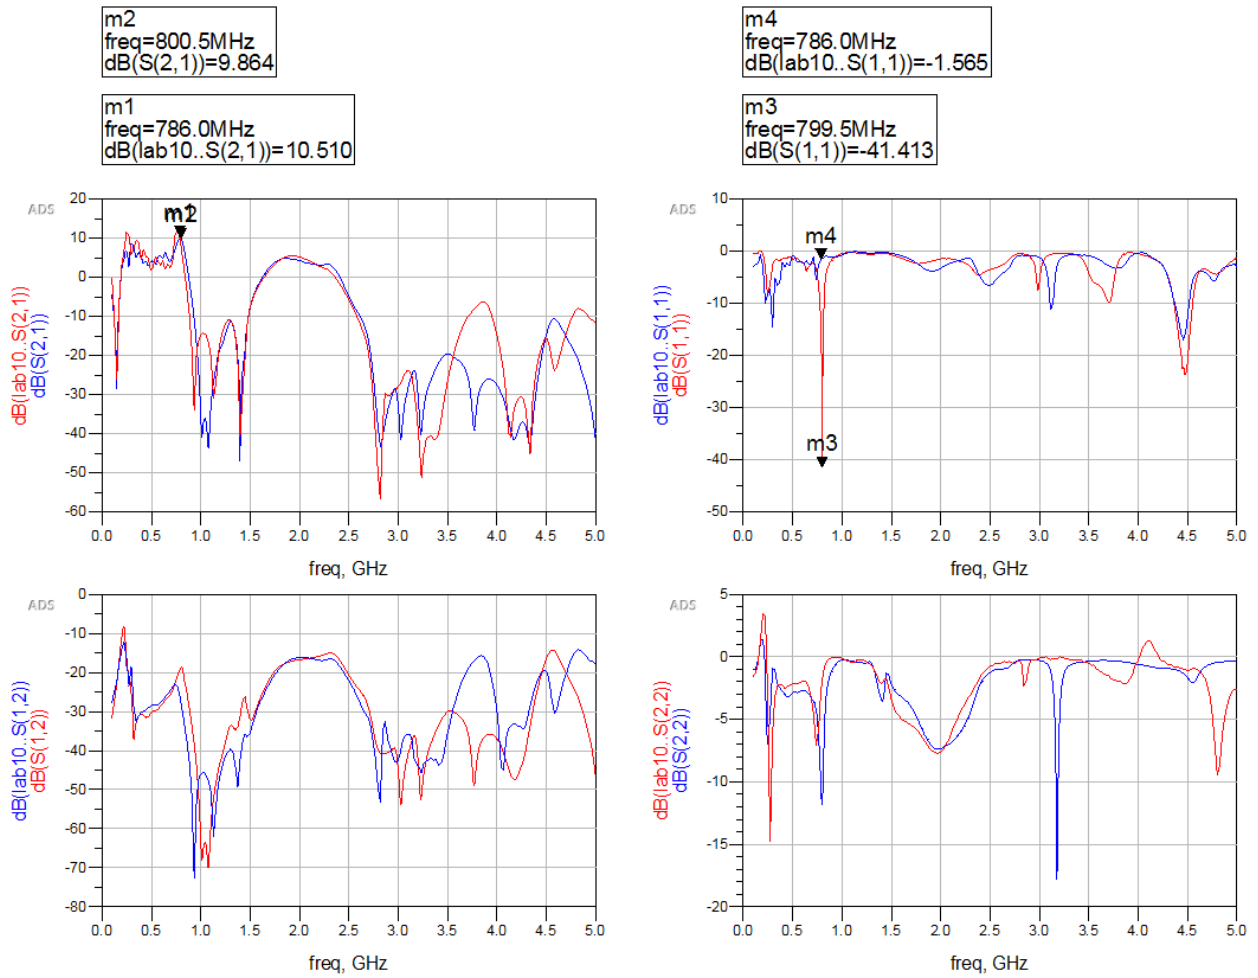 m2
freq=800.5MHz
dB(S(2,1))=9.864
m4
freq=786.0MHz
dB(lab10..S(1,1))=-1.565
m1
freq=786.0MHz
dB(lab10..S(2,1))=10.510
m3
freq=799.5MHz
dB(S(1,1))=-41.413
ADS
dB(lab10..S(2,1))
dB(S(2,1))
20
10
0
-10
-20
-30
-40
-50
-60
m1
m2
0.0 0.5 1.0 1.5 2.0 2.5 3.0 3.5 4.0 4.5 5.0
freq, GHz
ADS
dB(lab10..S(1,1))
dB(S(1,1))
10
0
-10
-20
-30
-40
-50
m4
m3
0.0 0.5 1.0 1.5 2.0 2.5 3.0 3.5 4.0 4.5 5.0
freq, GHz
ADS
dB(lab10..S(1,2))
dB(S(1,2))
0
-10
-20
-30
-40
-50
-60
-70
-80
0.0 0.5 1.0 1.5 2.0 2.5 3.0 3.5 4.0 4.5 5.0
freq, GHz
ADS
dB(lab10..S(2,2))
dB(S(2,2))
5
0
-5
-10
-15
-20
0.0 0.5 1.0 1.5 2.0 2.5 3.0 3.5 4.0 4.5 5.0
freq, GHz